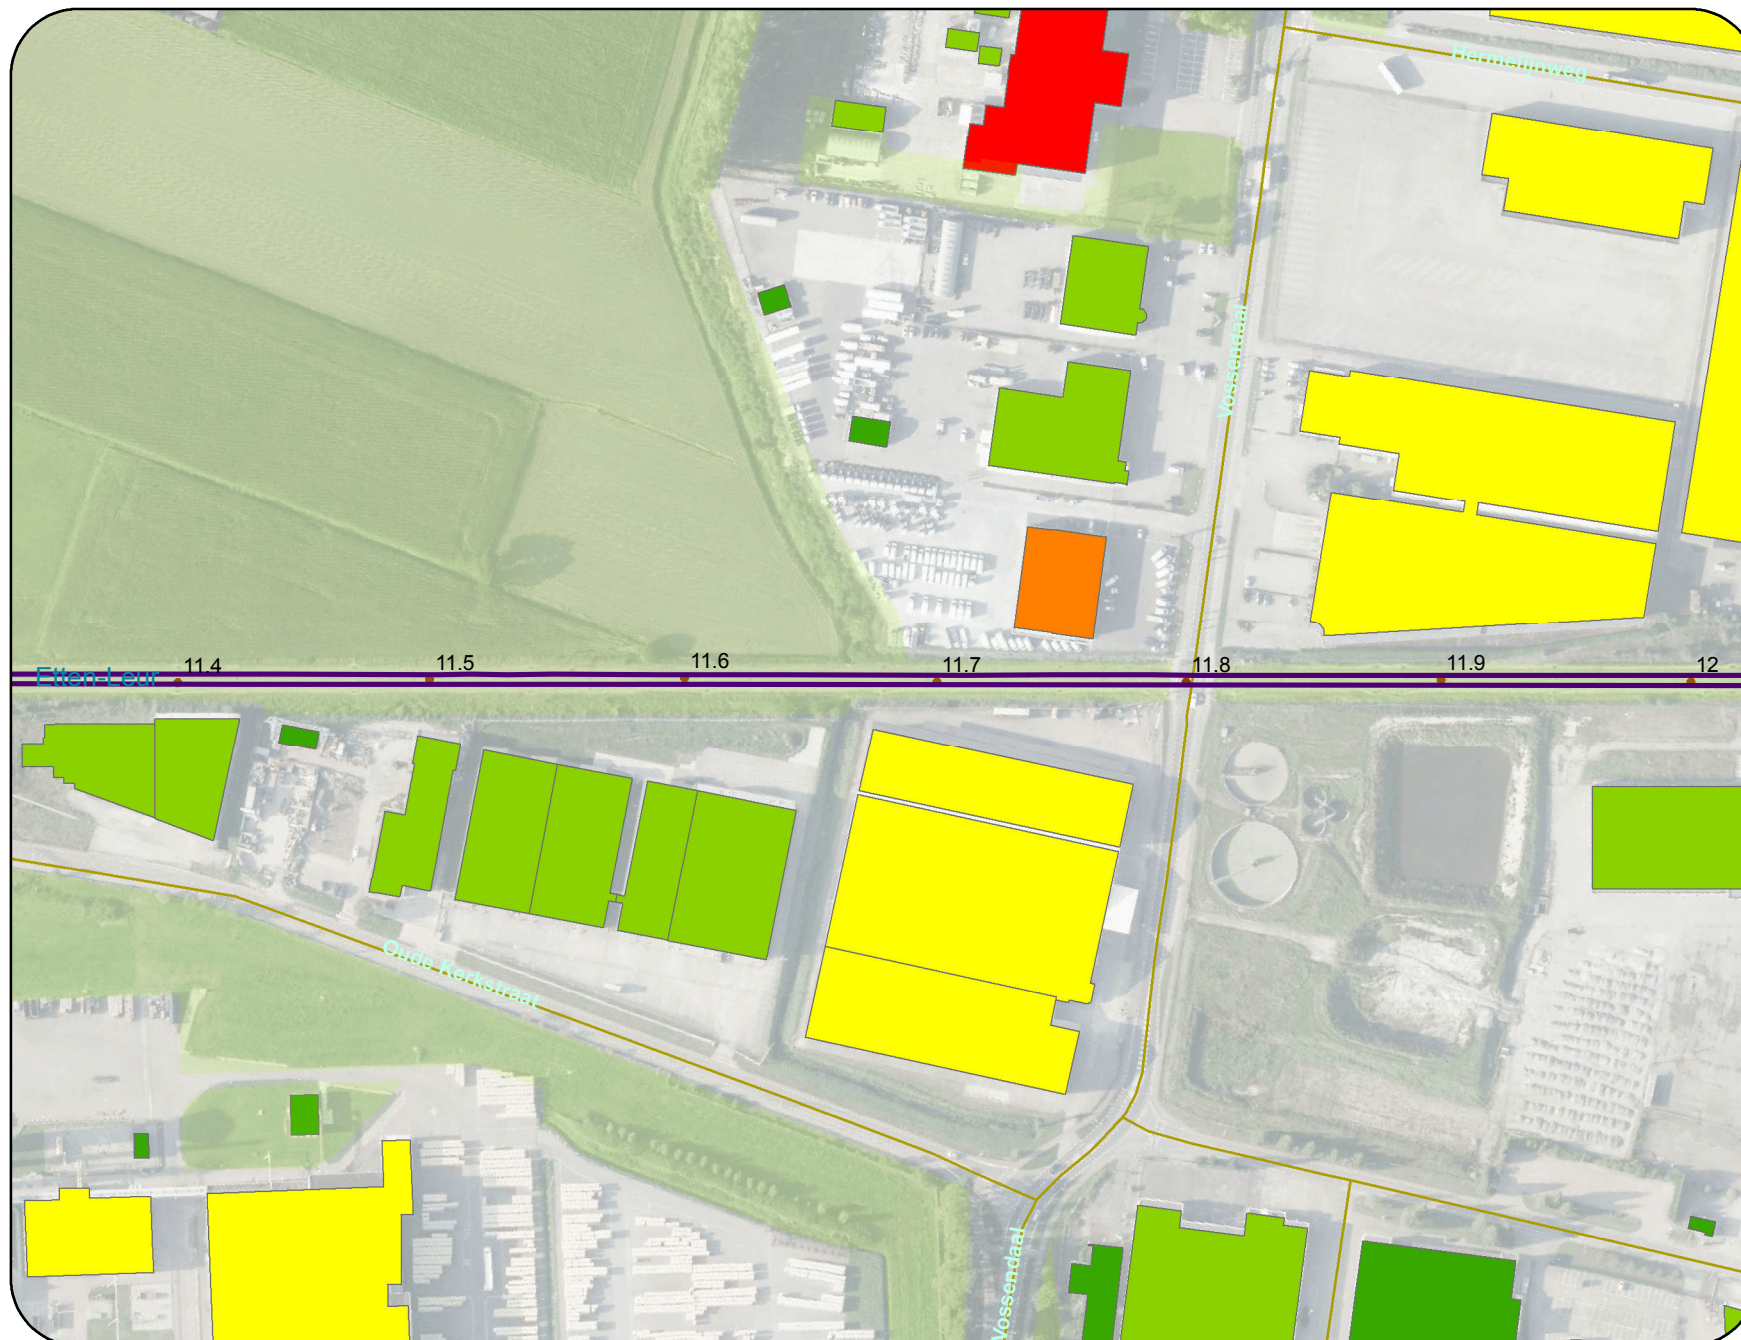 Hermelijnweg
Vossendaal
11.4
11.5
11.6
11.7
11.8
11.9
12
Etten-Leur
Oude Kerkstraat
Vossendaal